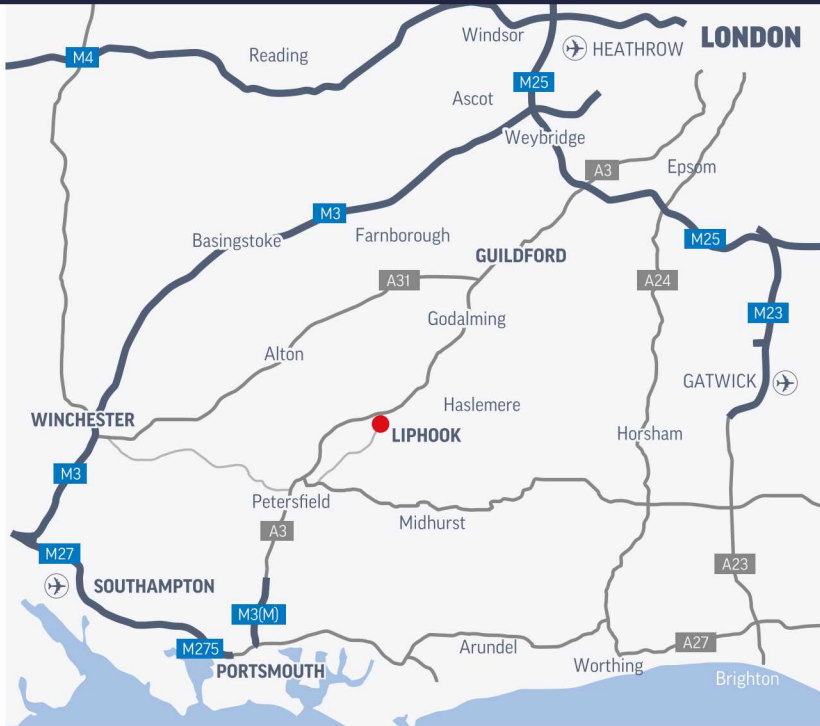 Windsor
LONDON
HEATHROW
M4
Reading
M25
Ascot
Weybridge
A3
Epsom
M3
Basingstoke
Farnborough
M25
GUILDFORD
A31
A24
M23
Godalming
Alton
GATWICK
Haslemere
WINCHESTER
LIPHOOK
Horsham
M3
Petersfield
Midhurst
A3
M27
A23
SOUTHAMPTON
M3(M)
M275
A27
Arundel
PORTSMOUTH
Worthing
Brighton